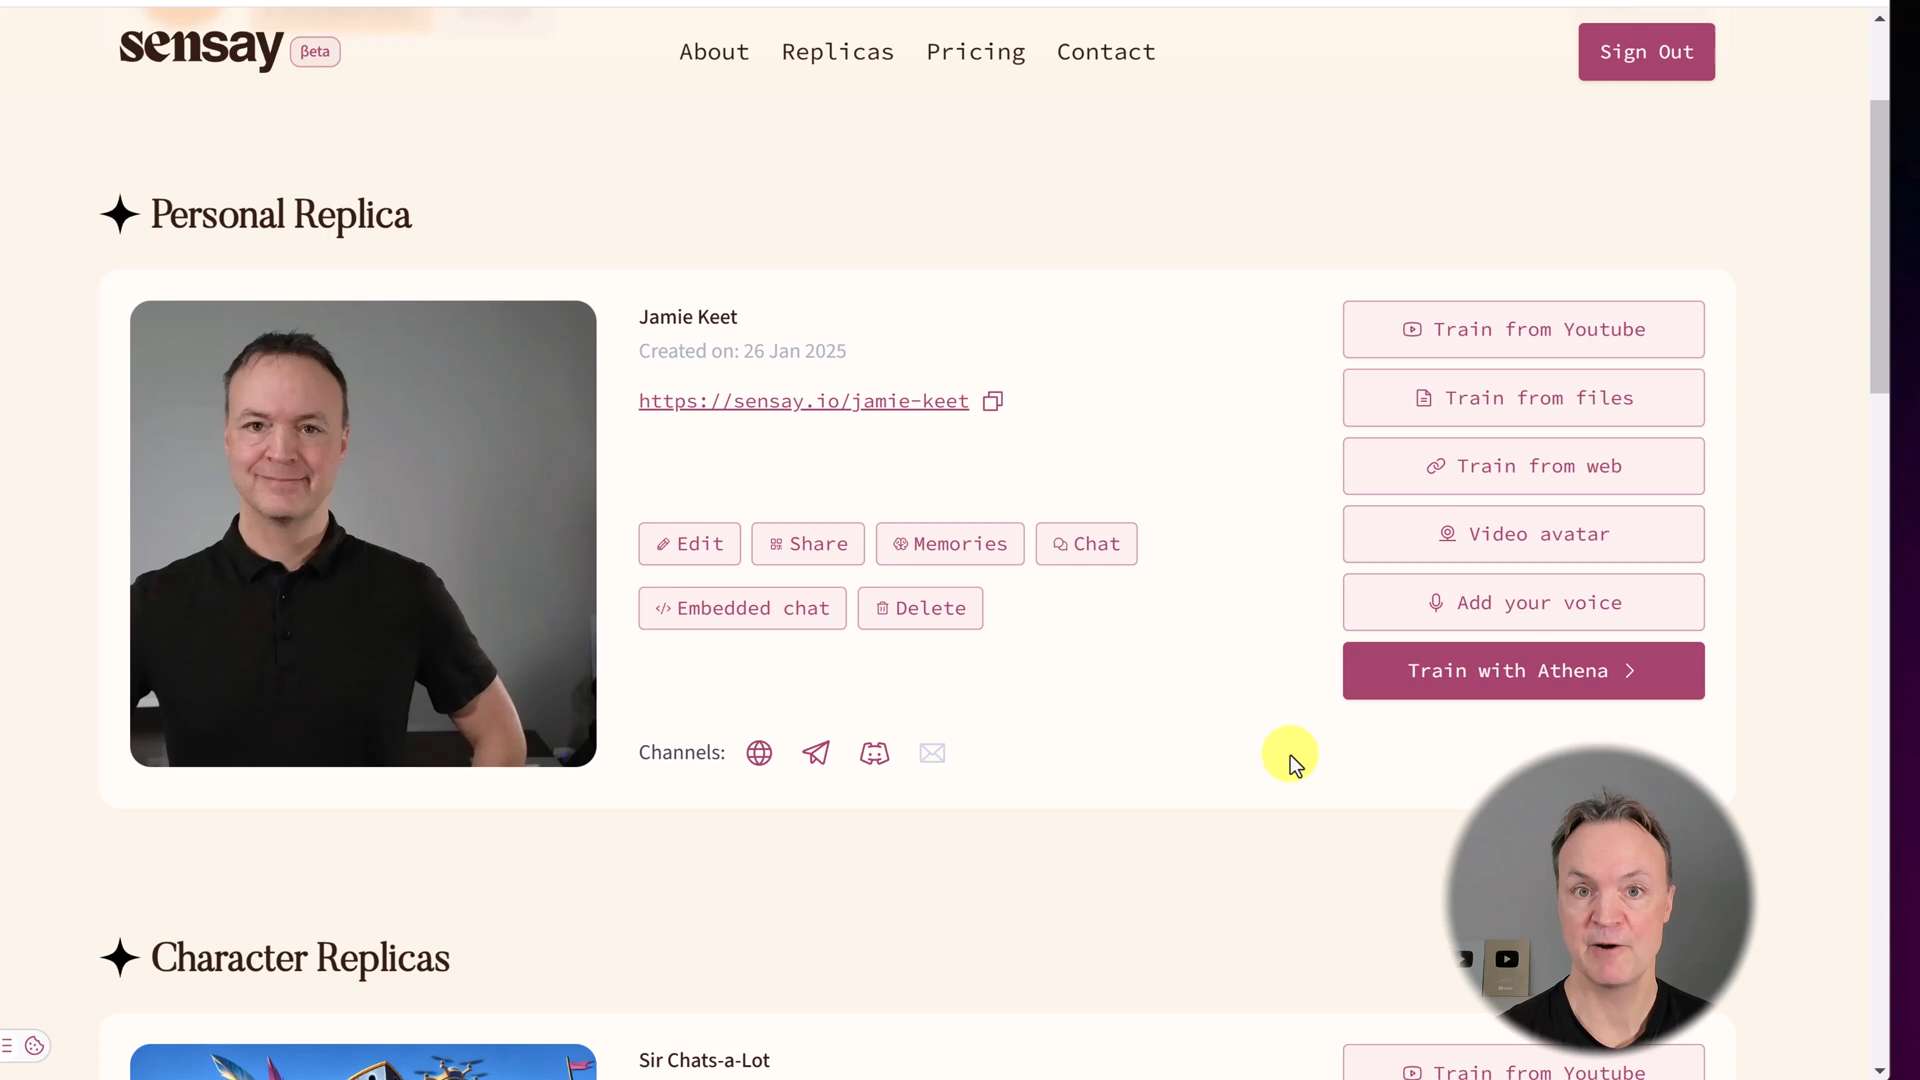 sensay βeta
About Replicas Pricing Contact
Sign Out
Personal Replica
Jamie Keet
Created on: 26 Jan 2025
https://sensay.io/jamie-keet
Edit Share Memories Chat
Embedded chat Delete
Channels:
Train from Youtube
Train from files
Train from web
Video avatar
Add your voice
Train with Athena
Character Replicas
Sir Chats-a-Lot
Train from Youtube